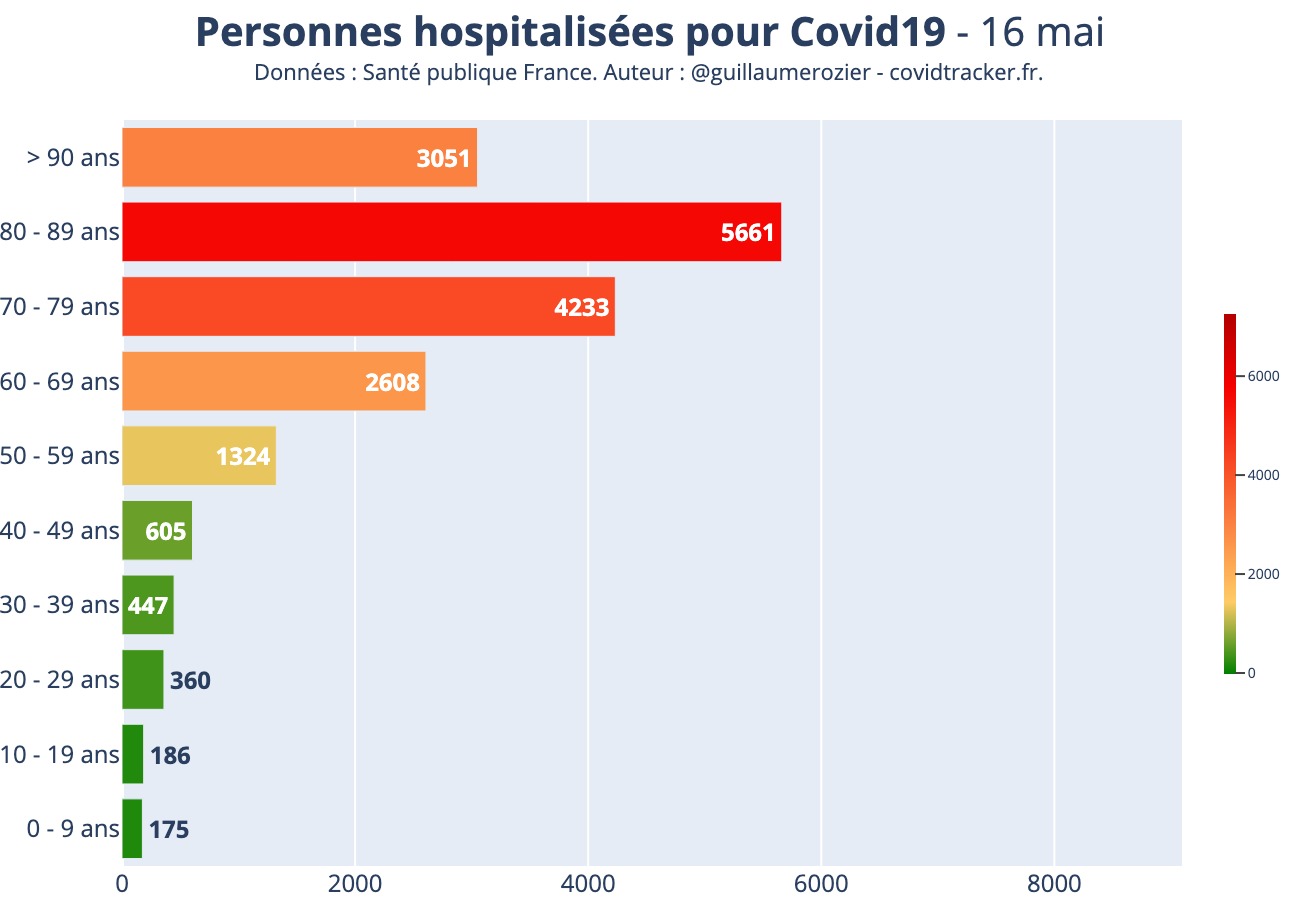 Personnes hospitalisées pour Covid19 - 16 mai
Données : Santé publique France. Auteur : @guillaumerozier - covidtracker.fr.
> 90 ans 3051
80 - 89 ans 5661
70 - 79 ans 4233
60 - 69 ans 2608
50 - 59 ans 1324
40 - 49 ans 605
30 - 39 ans 447
20 - 29 ans 360
10 - 19 ans 186
0 - 9 ans 175
0 2000 4000 6000 8000
6000
4000
2000
0